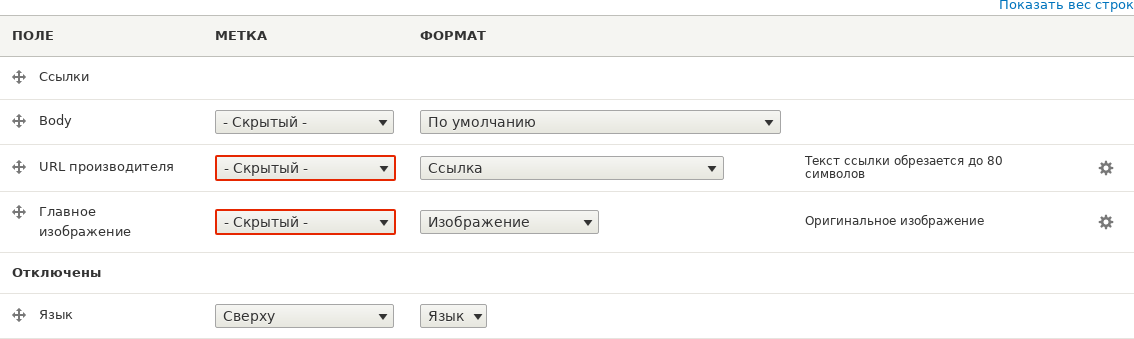 Показать вес строк
ПОЛЕ МЕТКА ФОРМАТ
Ссылки
Body - Скрытый - По умолчанию
URL производителя - Скрытый - Ссылка Текст ссылки обрезается до 80
символов
Главное
изображение - Скрытый - Изображение Оригинальное изображение
Отключены
Язык Сверху Язык